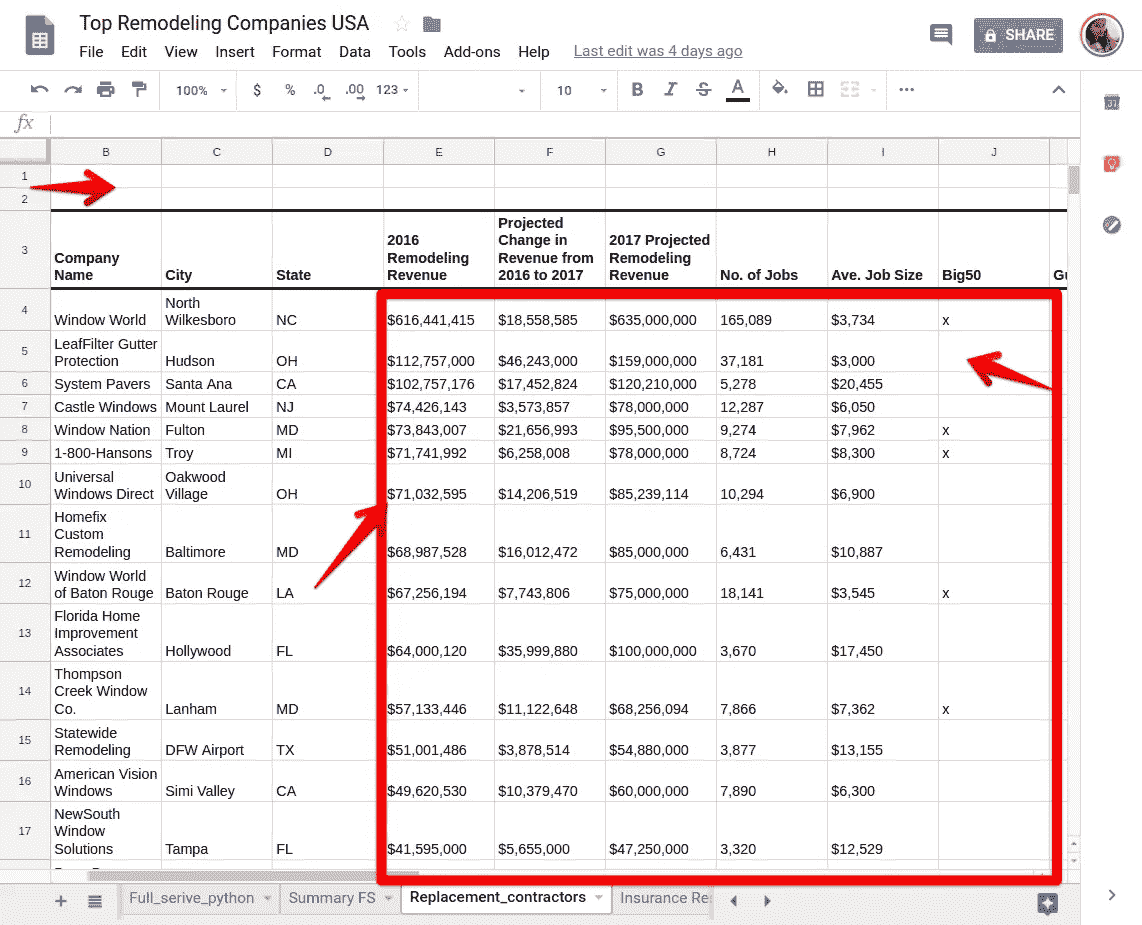 Top Remodeling Companies USA
File Edit View Insert Format Data Tools Add-ons Help Last edit was 4 days ago
SHARE
100% $ % .0 .00 123 10 B I S A
31
fx
B C D E F G H I J
1
2
3 Company Name City State 2016 Remodeling Revenue Projected Change in Revenue from 2016 to 2017 2017 Projected Remodeling Revenue No. of Jobs Ave. Job Size Big50
4 Window World North Wilkesboro NC $616,441,415 $18,558,585 $635,000,000 165,089 $3,734 x
5 LeafFilter Gutter Protection Hudson OH $112,757,000 $46,243,000 $159,000,000 37,181 $3,000
6 System Pavers Santa Ana CA $102,757,176 $17,452,824 $120,210,000 5,278 $20,455
7 Castle Windows Mount Laurel NJ $74,426,143 $3,573,857 $78,000,000 12,287 $6,050
8 Window Nation Fulton MD $73,843,007 $21,656,993 $95,500,000 9,274 $7,962 x
9 1-800-Hansons Troy MI $71,741,992 $6,258,008 $78,000,000 8,724 $8,300 x
10 Universal Windows Direct Oakwood Village OH $71,032,595 $14,206,519 $85,239,114 10,294 $6,900
11 Homefix Custom Remodeling Baltimore MD $68,987,528 $16,012,472 $85,000,000 6,431 $10,887
12 Window World of Baton Rouge Baton Rouge LA $67,256,194 $7,743,806 $75,000,000 18,141 $3,545 x
13 Florida Home Improvement Associates Hollywood FL $64,000,120 $35,999,880 $100,000,000 3,670 $17,450
14 Thompson Creek Window Co. Lanham MD $57,133,446 $11,122,648 $68,256,094 7,866 $7,362 x
15 Statewide Remodeling DFW Airport TX $51,001,486 $3,878,514 $54,880,000 3,877 $13,155
16 American Vision Windows Simi Valley CA $49,620,530 $10,379,470 $60,000,000 7,890 $6,300
17 NewSouth Window Solutions Tampa FL $41,595,000 $5,655,000 $47,250,000 3,320 $12,529
Full_serive_python Summary FS Replacement_contractors Insurance Re